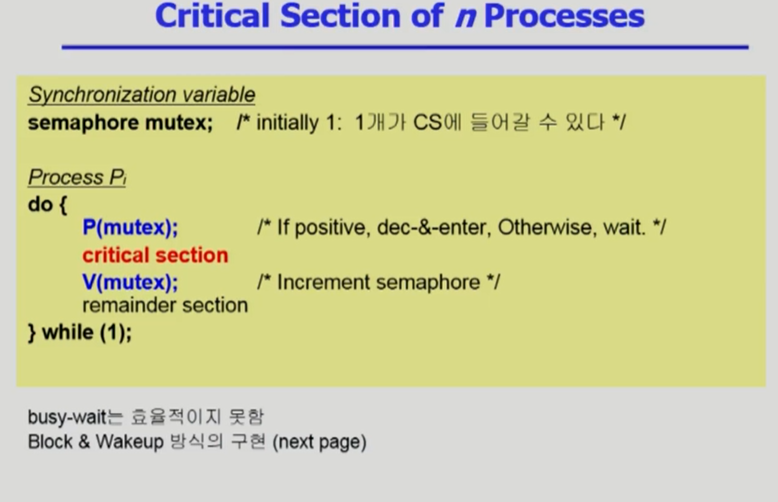 Critical Section of n Processes
Synchronization variable
semaphore mutex; /* initially 1: 1개가 CS에 들어갈 수 있다 */
Process Pi
do {
P(mutex); /* If positive, dec-&-enter, Otherwise, wait. */
critical section
V(mutex); /* Increment semaphore */
remainder section
} while (1);
busy-wait는 효율적이지 못함
Block & Wakeup 방식의 구현 (next page)